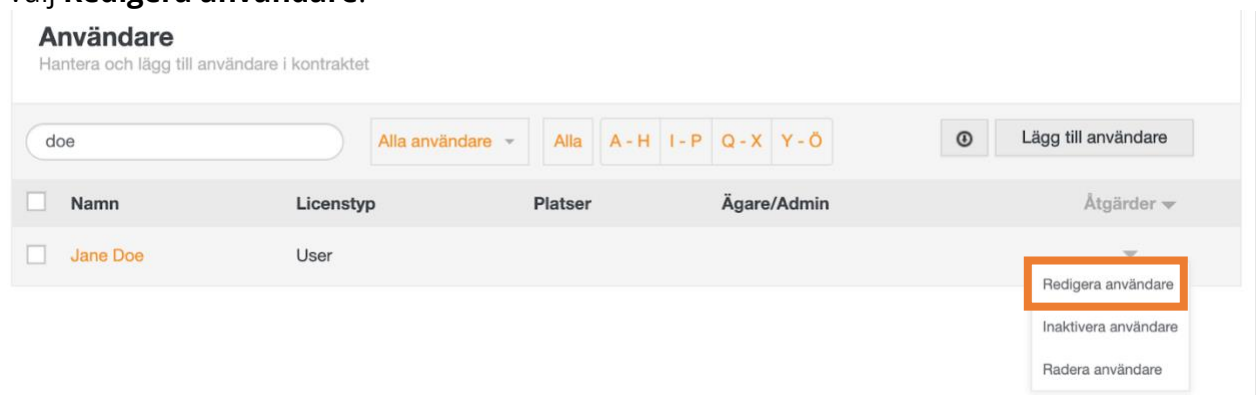 Redigera användare.
Användare
Hantera och lägg till användare i kontraktet
doe
Alla användare
Alla
A - H
I - P
Q - X
Y - Ö
Lägg till användare
Namn
Licenstyp
Platser
Ägare/Admin
Åtgärder
Jane Doe
User
Redigera användare
Inaktivera användare
Radera användare